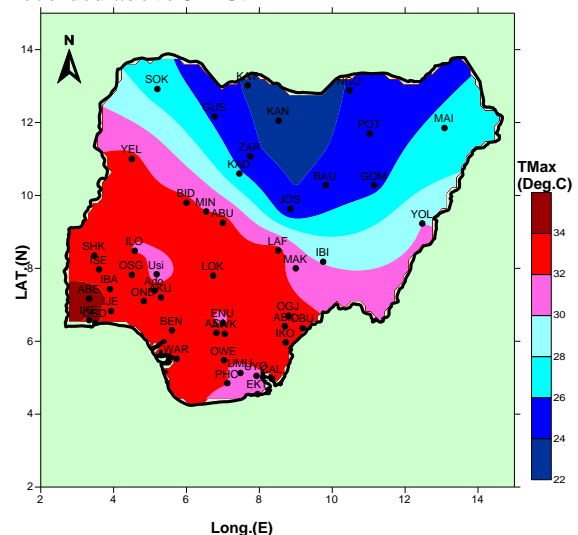 N
14
12
10
8
6
4
2
LAT.(N)
SOK
KAT
NGU
GUS
KAN
POT
MAI
ZAR
YEL
KAD
BAU
GOM
BID
MIN
JOS
ABU
YOL
SHK
ILO
LAF
ISE
OSG
Usi
LOK
MAK
IBI
IBA
ABE
OND
IJE
IKE
ENU
OGJ
BEN
AWK
IKO
WAR
OWE
UMU
UYO
CAL
PHC
EKT
2
4
6
8
10
12
14
Long.(E)
TMax
(Deg.C)
34
32
30
28
26
24
22